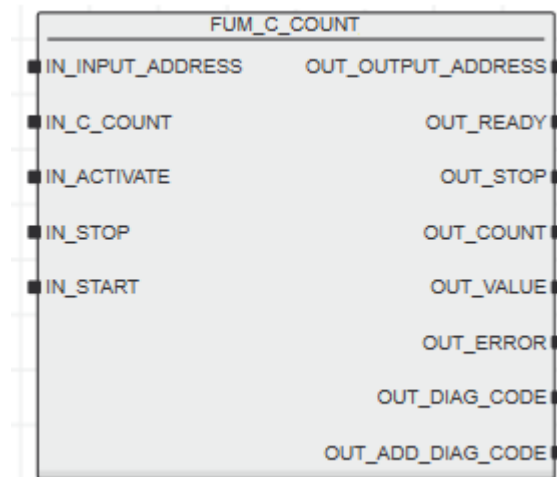 FUM_C_COUNT
IN_INPUT_ADDRESS OUT_OUTPUT_ADDRESS
IN_C_COUNT OUT_READY
IN_ACTIVATE OUT_STOP
IN_STOP OUT_COUNT
IN_START OUT_VALUE
OUT_ERROR
OUT_DIAG_CODE
OUT_ADD_DIAG_CODE